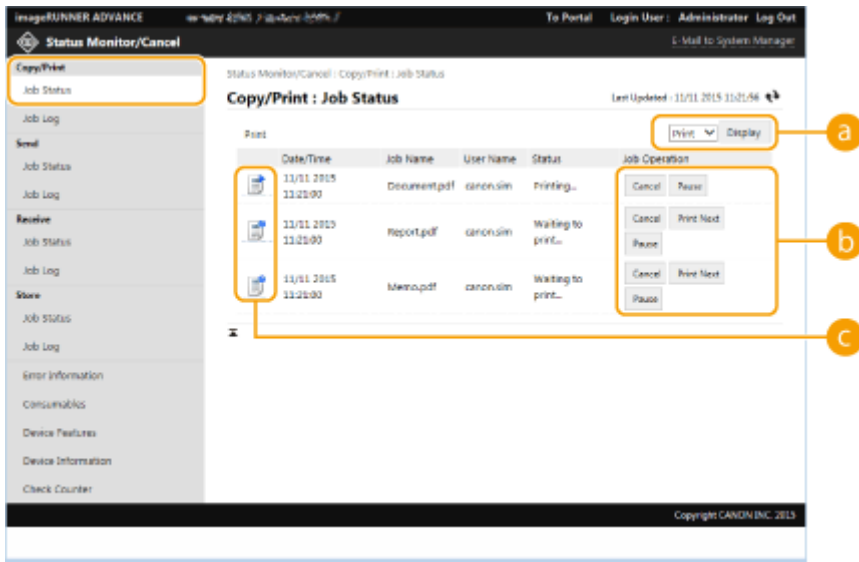 imageRUNNER ADVANCE
To Portal Login User : Administrator Log Out
Status Monitor/Cancel
E-Mail to System Manager
Copy/Print
Job Status
Job Log
Send
Job Status
Job Log
Receive
Job Status
Job Log
Store
Job Status
Job Log
Error Information
Consumables
Device Features
Device Information
Check Counter
Status Monitor/Cancel : Copy/Print : Job Status
Copy/Print : Job Status
Last Updated : 11/11 2015 11:21:56
Print
Print Display
a
Date/Time Job Name User Name Status Job Operation
11/11 2015 11:21:00 Document.pdf canon.sim Printing... Cancel Pause
11/11 2015 11:21:00 Report.pdf canon.sim Waiting to print... Cancel Print Next Pause
b
11/11 2015 11:21:00 Memo.pdf canon.sim Waiting to print... Cancel Print Next Pause
c
Copyright CANON INC. 2015